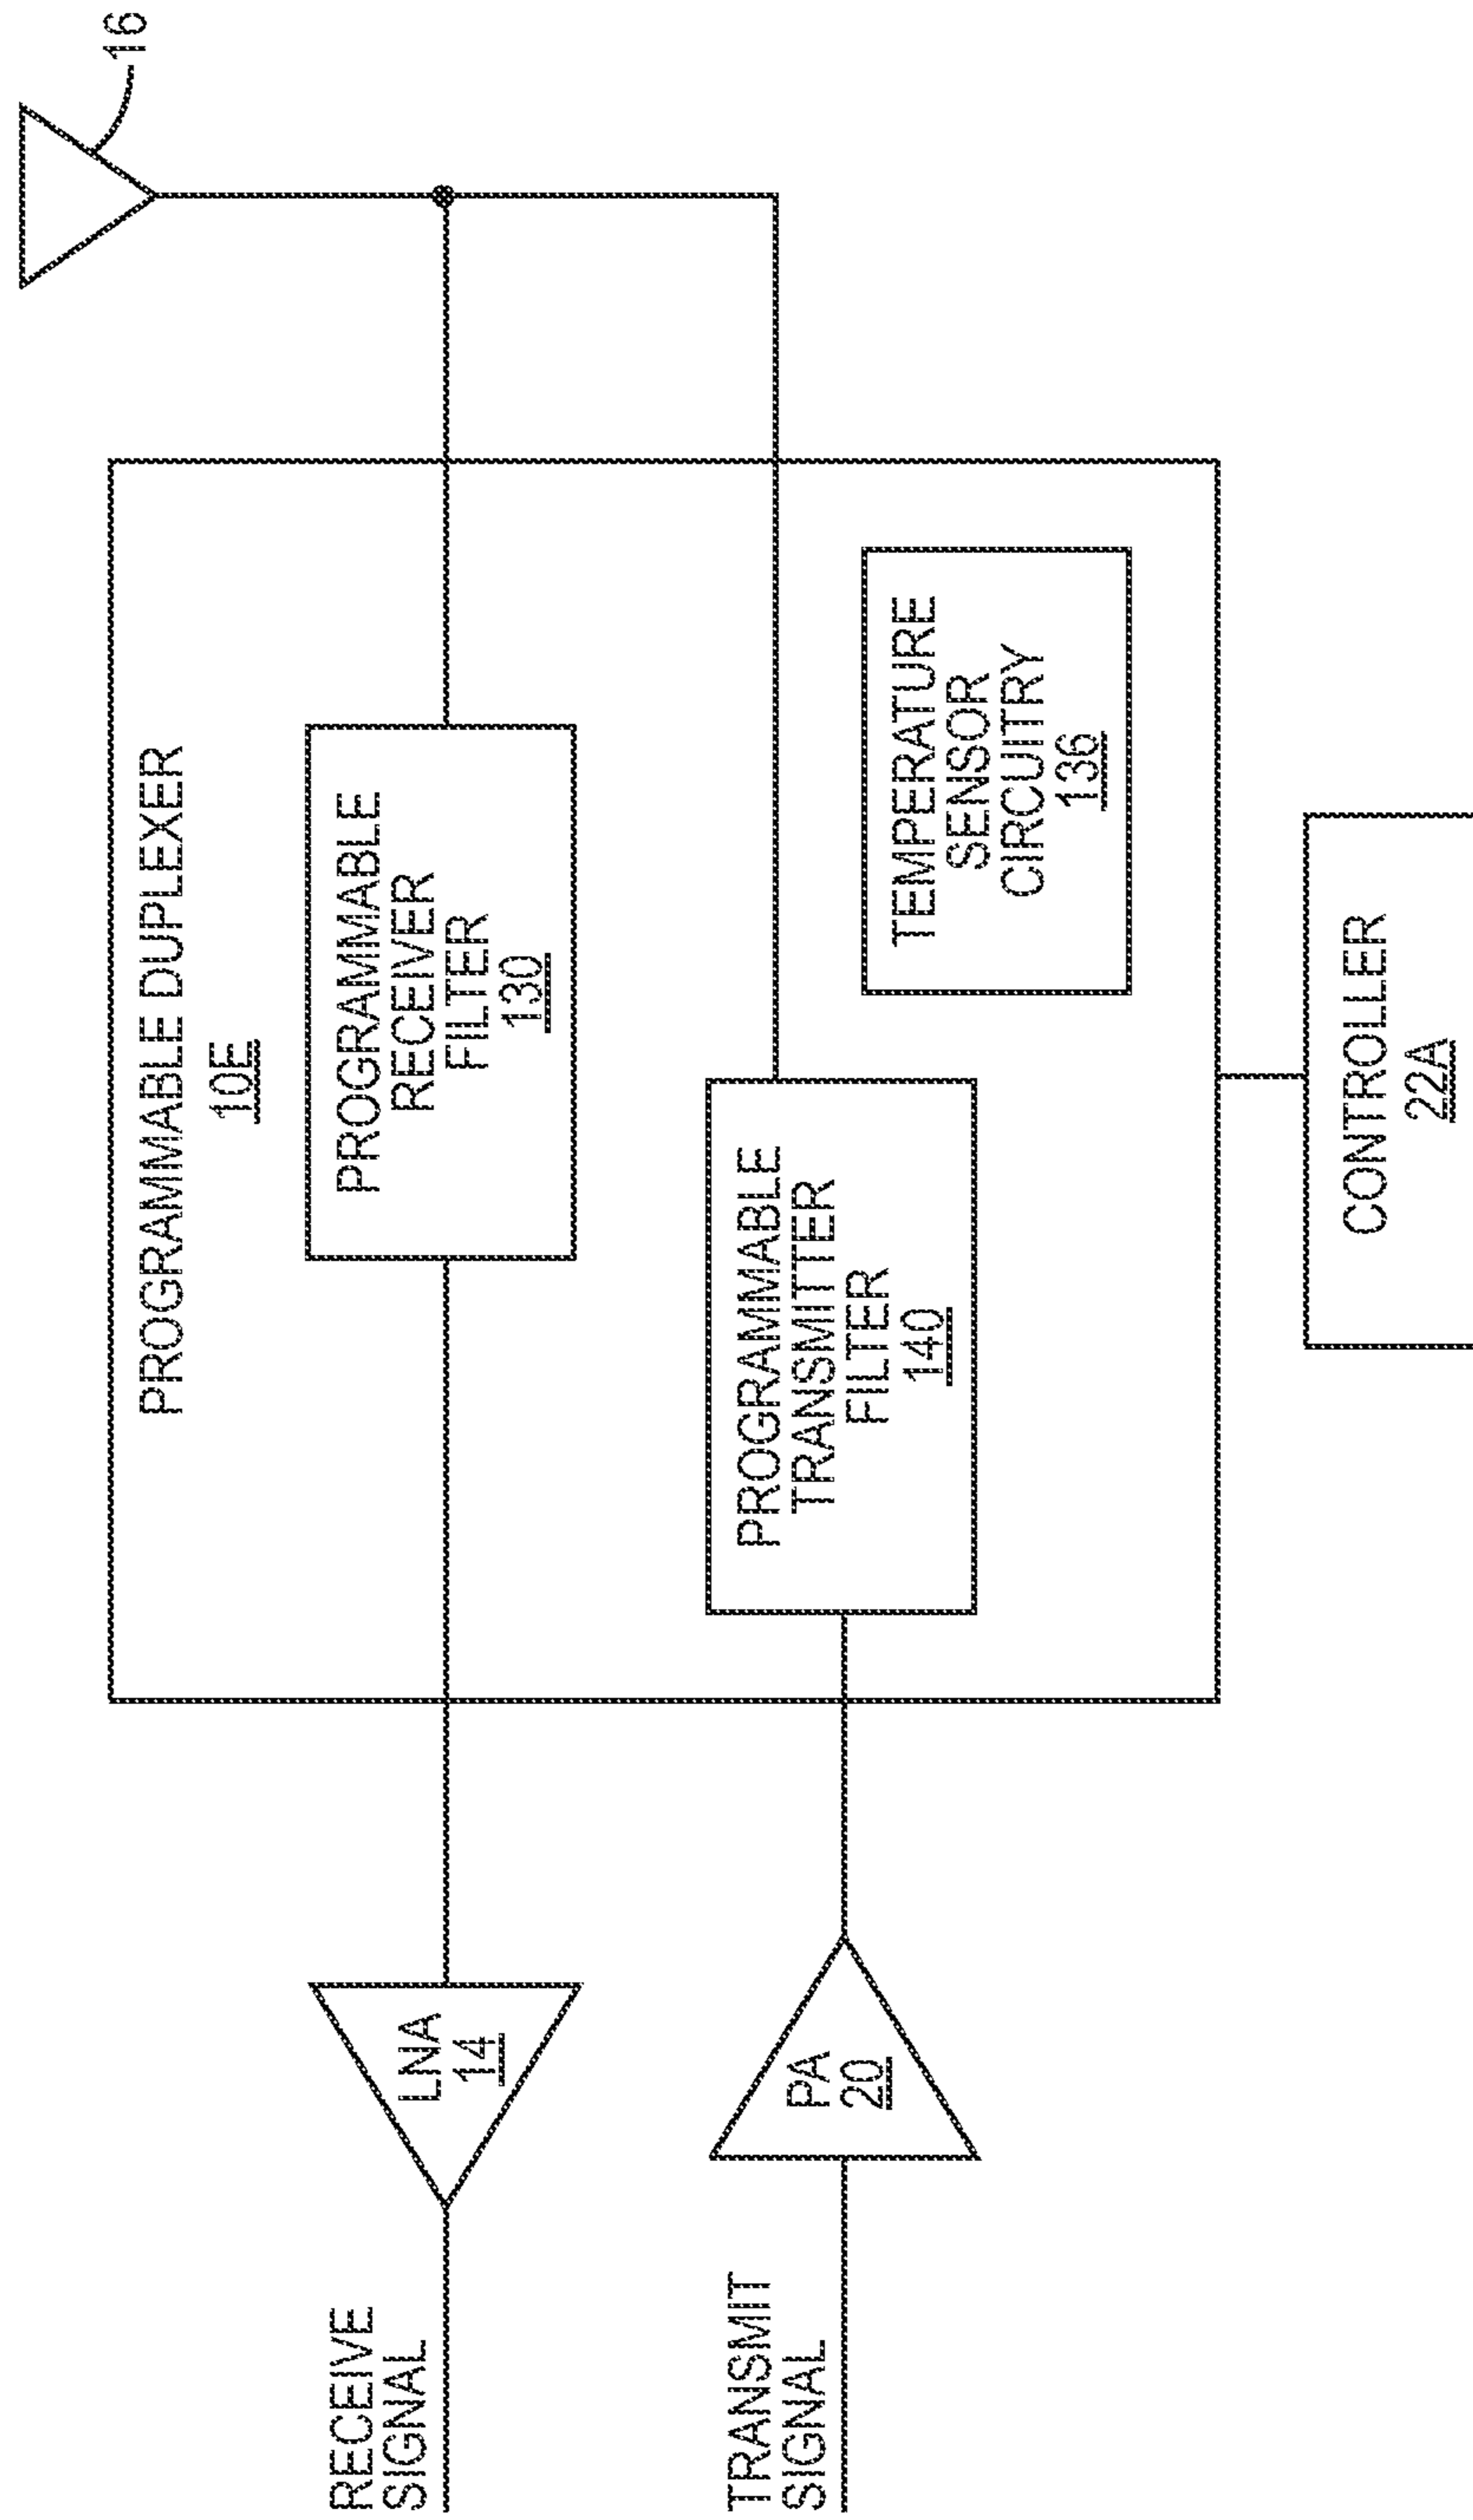 16
PROGRAMMABLE DUPLEXER
10E
PROGRAMMABLE
RECEIVER
FILTER
130
RECEIVE
SIGNAL
LNA
14
PROGRAMMABLE
TRANSMITTER
FILTER
140
TRANSMIT
SIGNAL
PA
20
TEMPERATURE
SENSOR
CIRCUITRY
136
CONTROLLER
22A